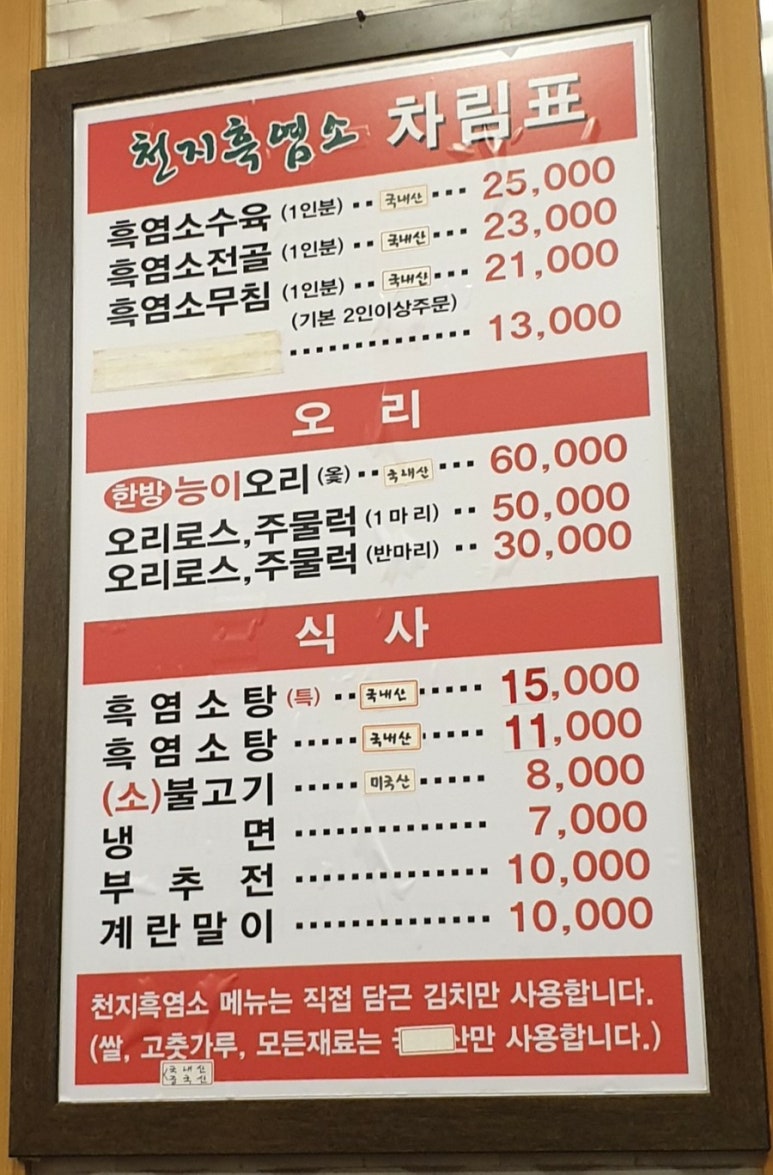 천지흑염소 차림표
흑염소수육 (1인분) ·· 국내산 ··· 25,000
흑염소전골 (1인분) ·· 국내산 ··· 23,000
흑염소무침 (1인분) ·· 국내산 ··· 21,000
(기본 2인이상주문)
·············· 13,000
오 리
한방 능이오리 (옻) ·· 국내산 ··· 60,000
오리로스,주물럭 (1마리) ·· 50,000
오리로스,주물럭 (반마리) ·· 30,000
식 사
흑염소탕 (특) ·· 국내산 ····· 15,000
흑염소탕 ····· 국내산 ····· 11,000
(소)불고기 ····· 미국산 ····· 8,000
냉 면 ·············· 7,000
부 추 전 ·············· 10,000
계란말이 ·············· 10,000
천지흑염소 메뉴는 직접 담근 김치만 사용합니다.
(쌀, 고춧가루, 모든재료는 산만 사용합니다.)
국내산
중국산